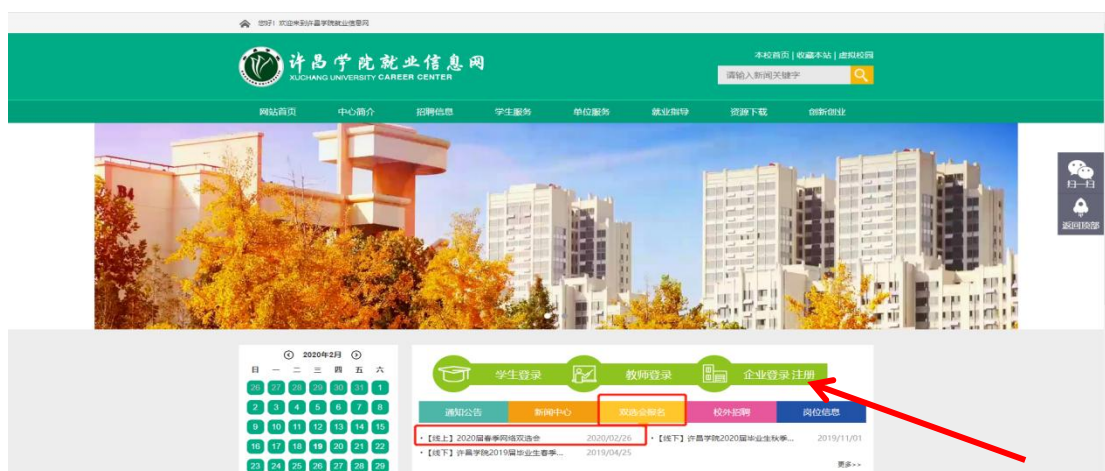 您好！欢迎来到许昌学院就业信息网
许昌学院就业信息网
XUCHANG UNIVERSITY CAREER CENTER
本校首页 | 收藏本站 | 虚拟校园
请输入新闻关键字
网站首页 中心简介 招聘信息 学生服务 单位服务 就业指导 资源下载 创新创业
B4
扫一扫
返回顶部
2020年2月
日 一 二 三 四 五 六
26 27 28 29 30 31 1
2 3 4 5 6 7 8
9 10 11 12 13 14 15
16 17 18 19 20 21 22
23 24 25 26 27 28 29
学生登录 教师登录 企业登录 注册
通知公告 新闻中心 双选会报名 校外招聘 岗位信息
·【线上】2020届春季网络双选会 2020/02/26
·【线下】许昌学院2020届毕业生秋季... 2019/11/01
·【线下】许昌学院2019届毕业生春季... 2019/04/25
更多>>